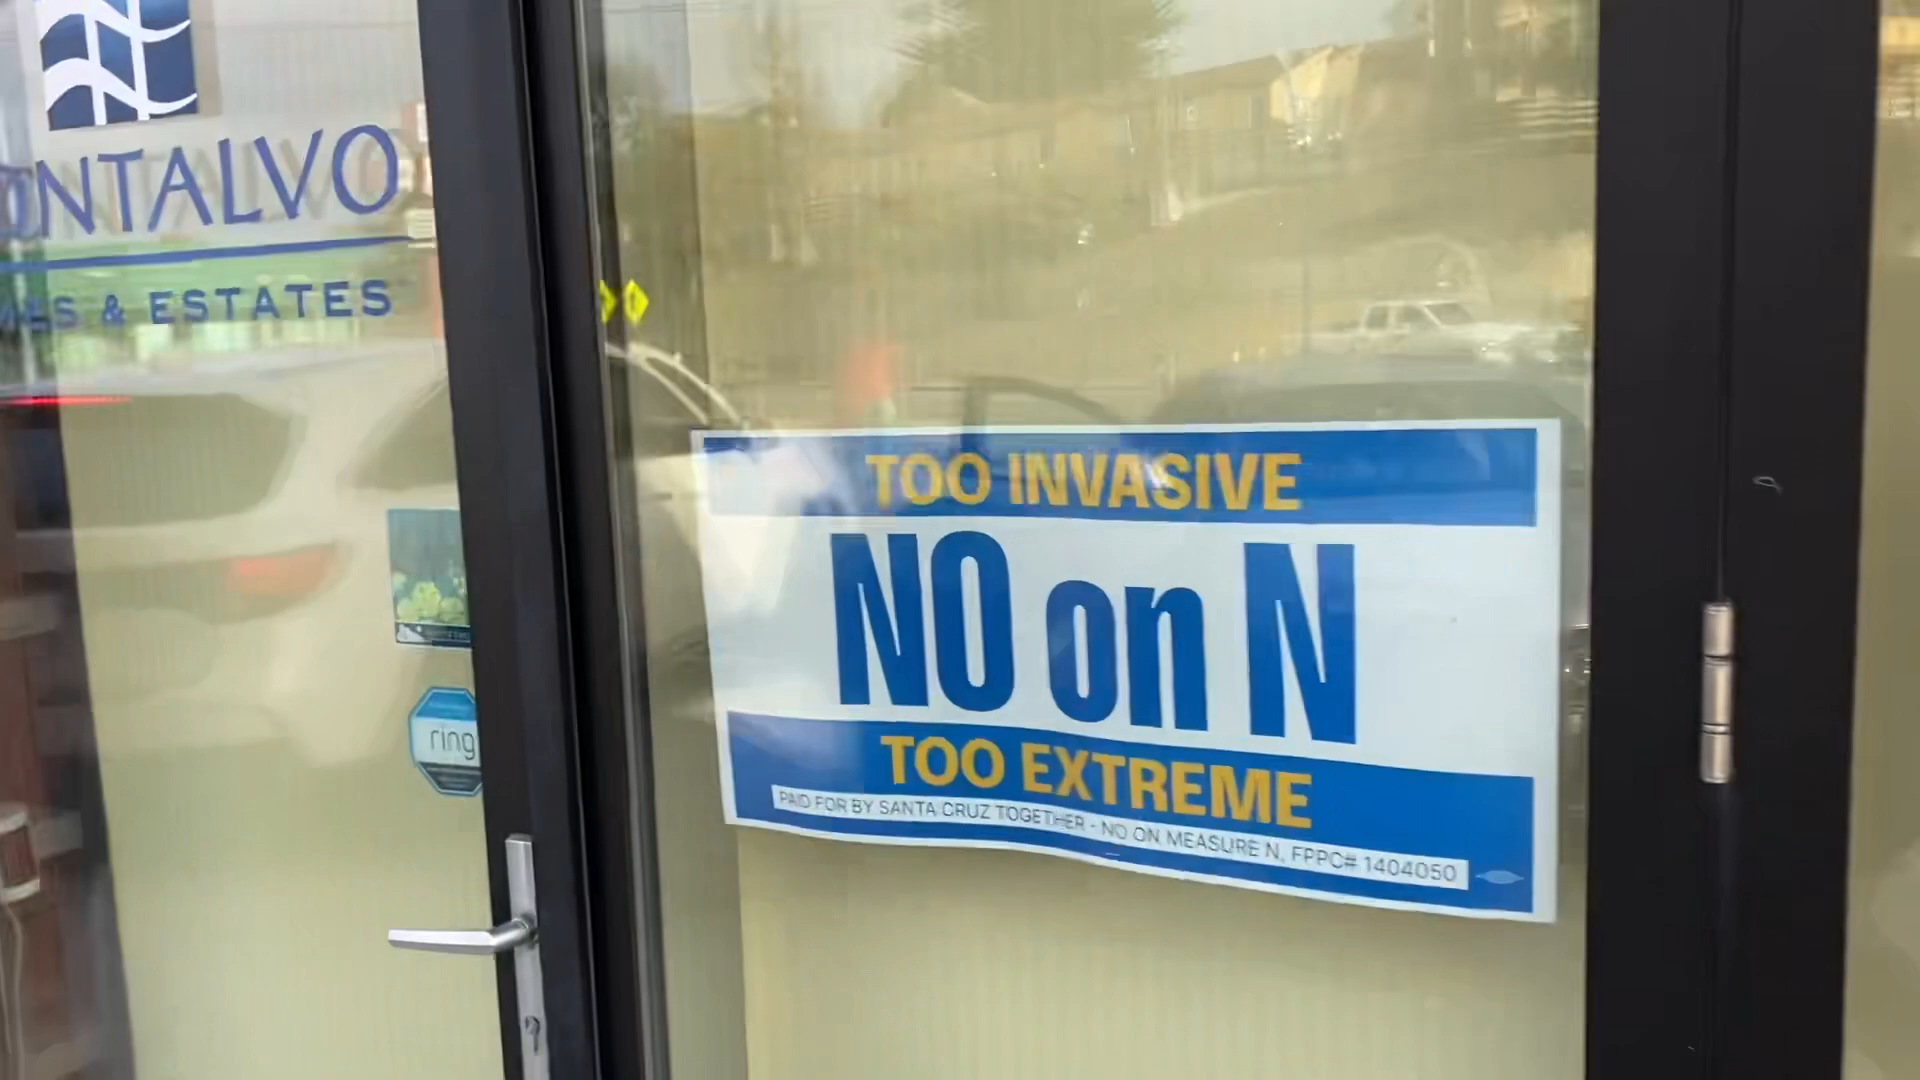 ONTALVO
& ESTATES
ring
TOO INVASIVE
NO on N
TOO EXTREME
PAID FOR BY SANTA CRUZ TOGETHER - NO ON MEASURE N, FPPC# 1404050